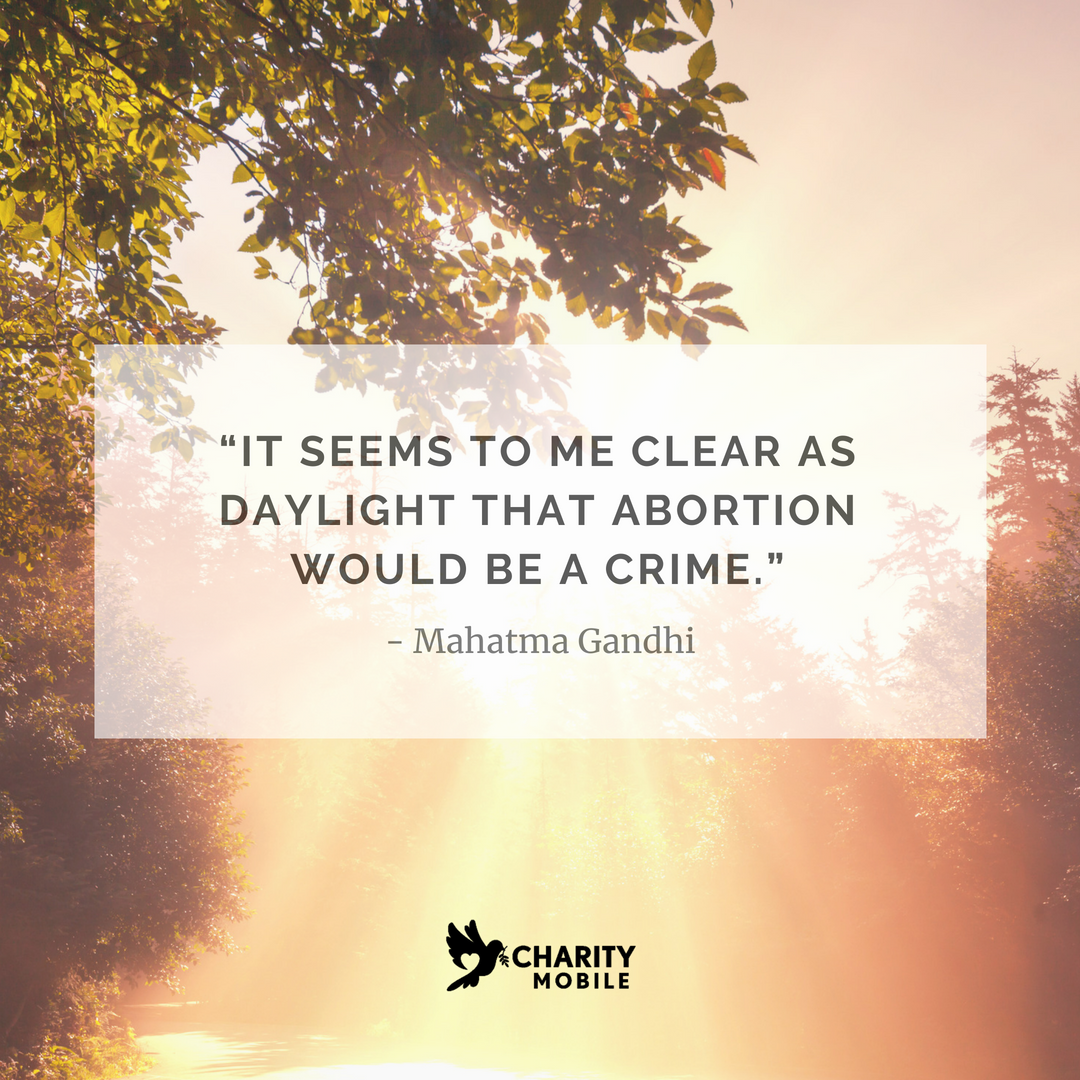 “IT SEEMS TO ME CLEAR AS
DAYLIGHT THAT ABORTION
WOULD BE A CRIME.”
– Mahatma Gandhi
CHARITY
MOBILE